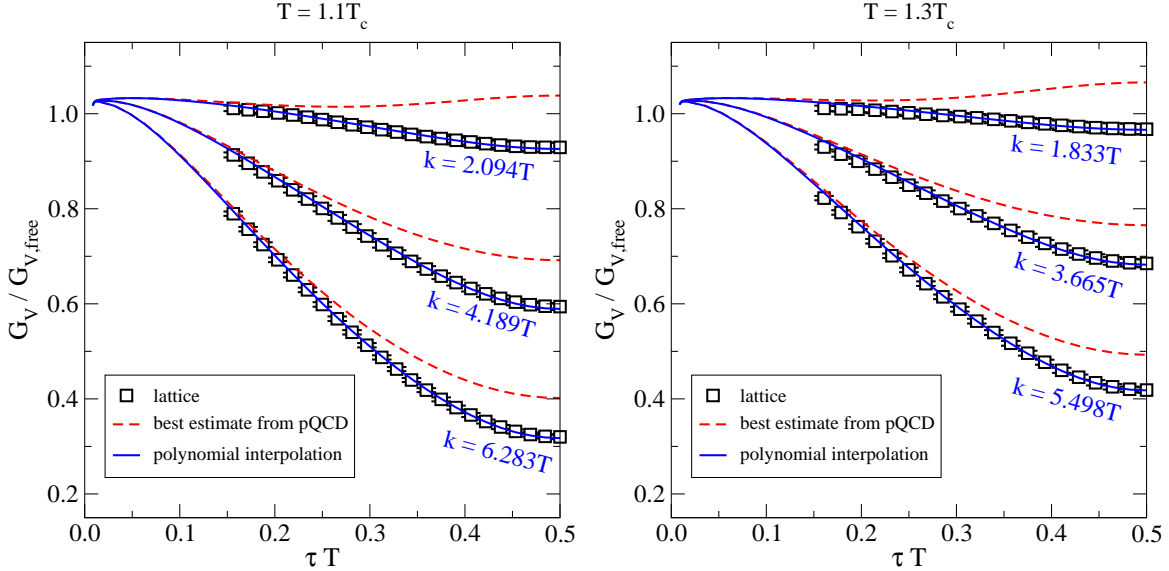 T = 1.1T_c
G_V / G_V,free
1.0
0.8
0.6
0.4
0.2
k = 2.094T
k = 4.189T
k = 6.283T
lattice
best estimate from pQCD
polynomial interpolation
0.0 0.1 0.2 0.3 0.4 0.5
τ T
T = 1.3T_c
G_V / G_V,free
1.0
0.8
0.6
0.4
0.2
k = 1.833T
k = 3.665T
k = 5.498T
lattice
best estimate from pQCD
polynomial interpolation
0.0 0.1 0.2 0.3 0.4 0.5
τ T